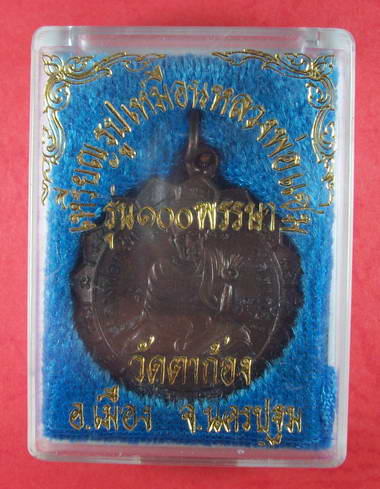 เหรียญรูปเหมือนหลวงพ่อแช่ม
รุ่น๑๐๐พรรษา
วัดตาก้อง
อ.เมือง จ.นครปฐม